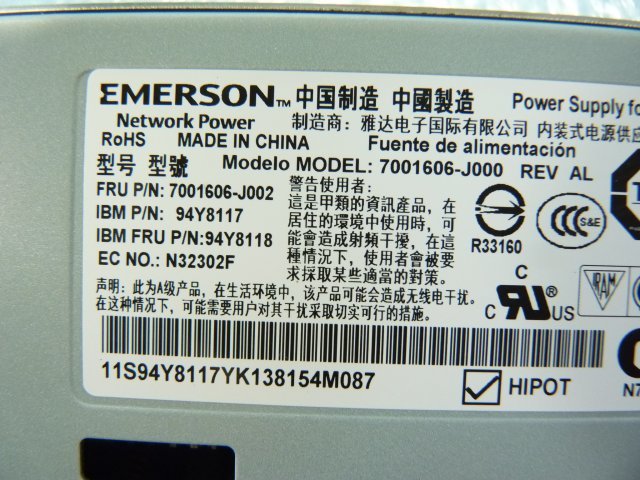 EMERSON™ 中国制造 中國製造 Power Supply fo
Network Power 制造商: 雅达电子国际有限公司 内装式电源供应
RoHS MADE IN CHINA Fuente de alimentación
型号 型號 Modelo MODEL: 7001606-J000 REV AL
FRU P/N: 7001606-J002
IBM P/N: 94Y8117
IBM FRU P/N:94Y8118
EC NO.: N32302F
警告使用者:
這是甲類的資訊產品，在
居住的環境中使用時，可
能會造成射頻干擾，在這
種情況下，使用者會被要
求採取某些適當的對策。
R33160
CCC S&E
C RU US ®
声明: 此为A级产品，在生活环境中，该产品可能会造成无线电干扰。
在这种情况下，可能需要用户对其干扰采取切实可行的措施。
11S94Y8117YK138154M087
HIPOT
N7